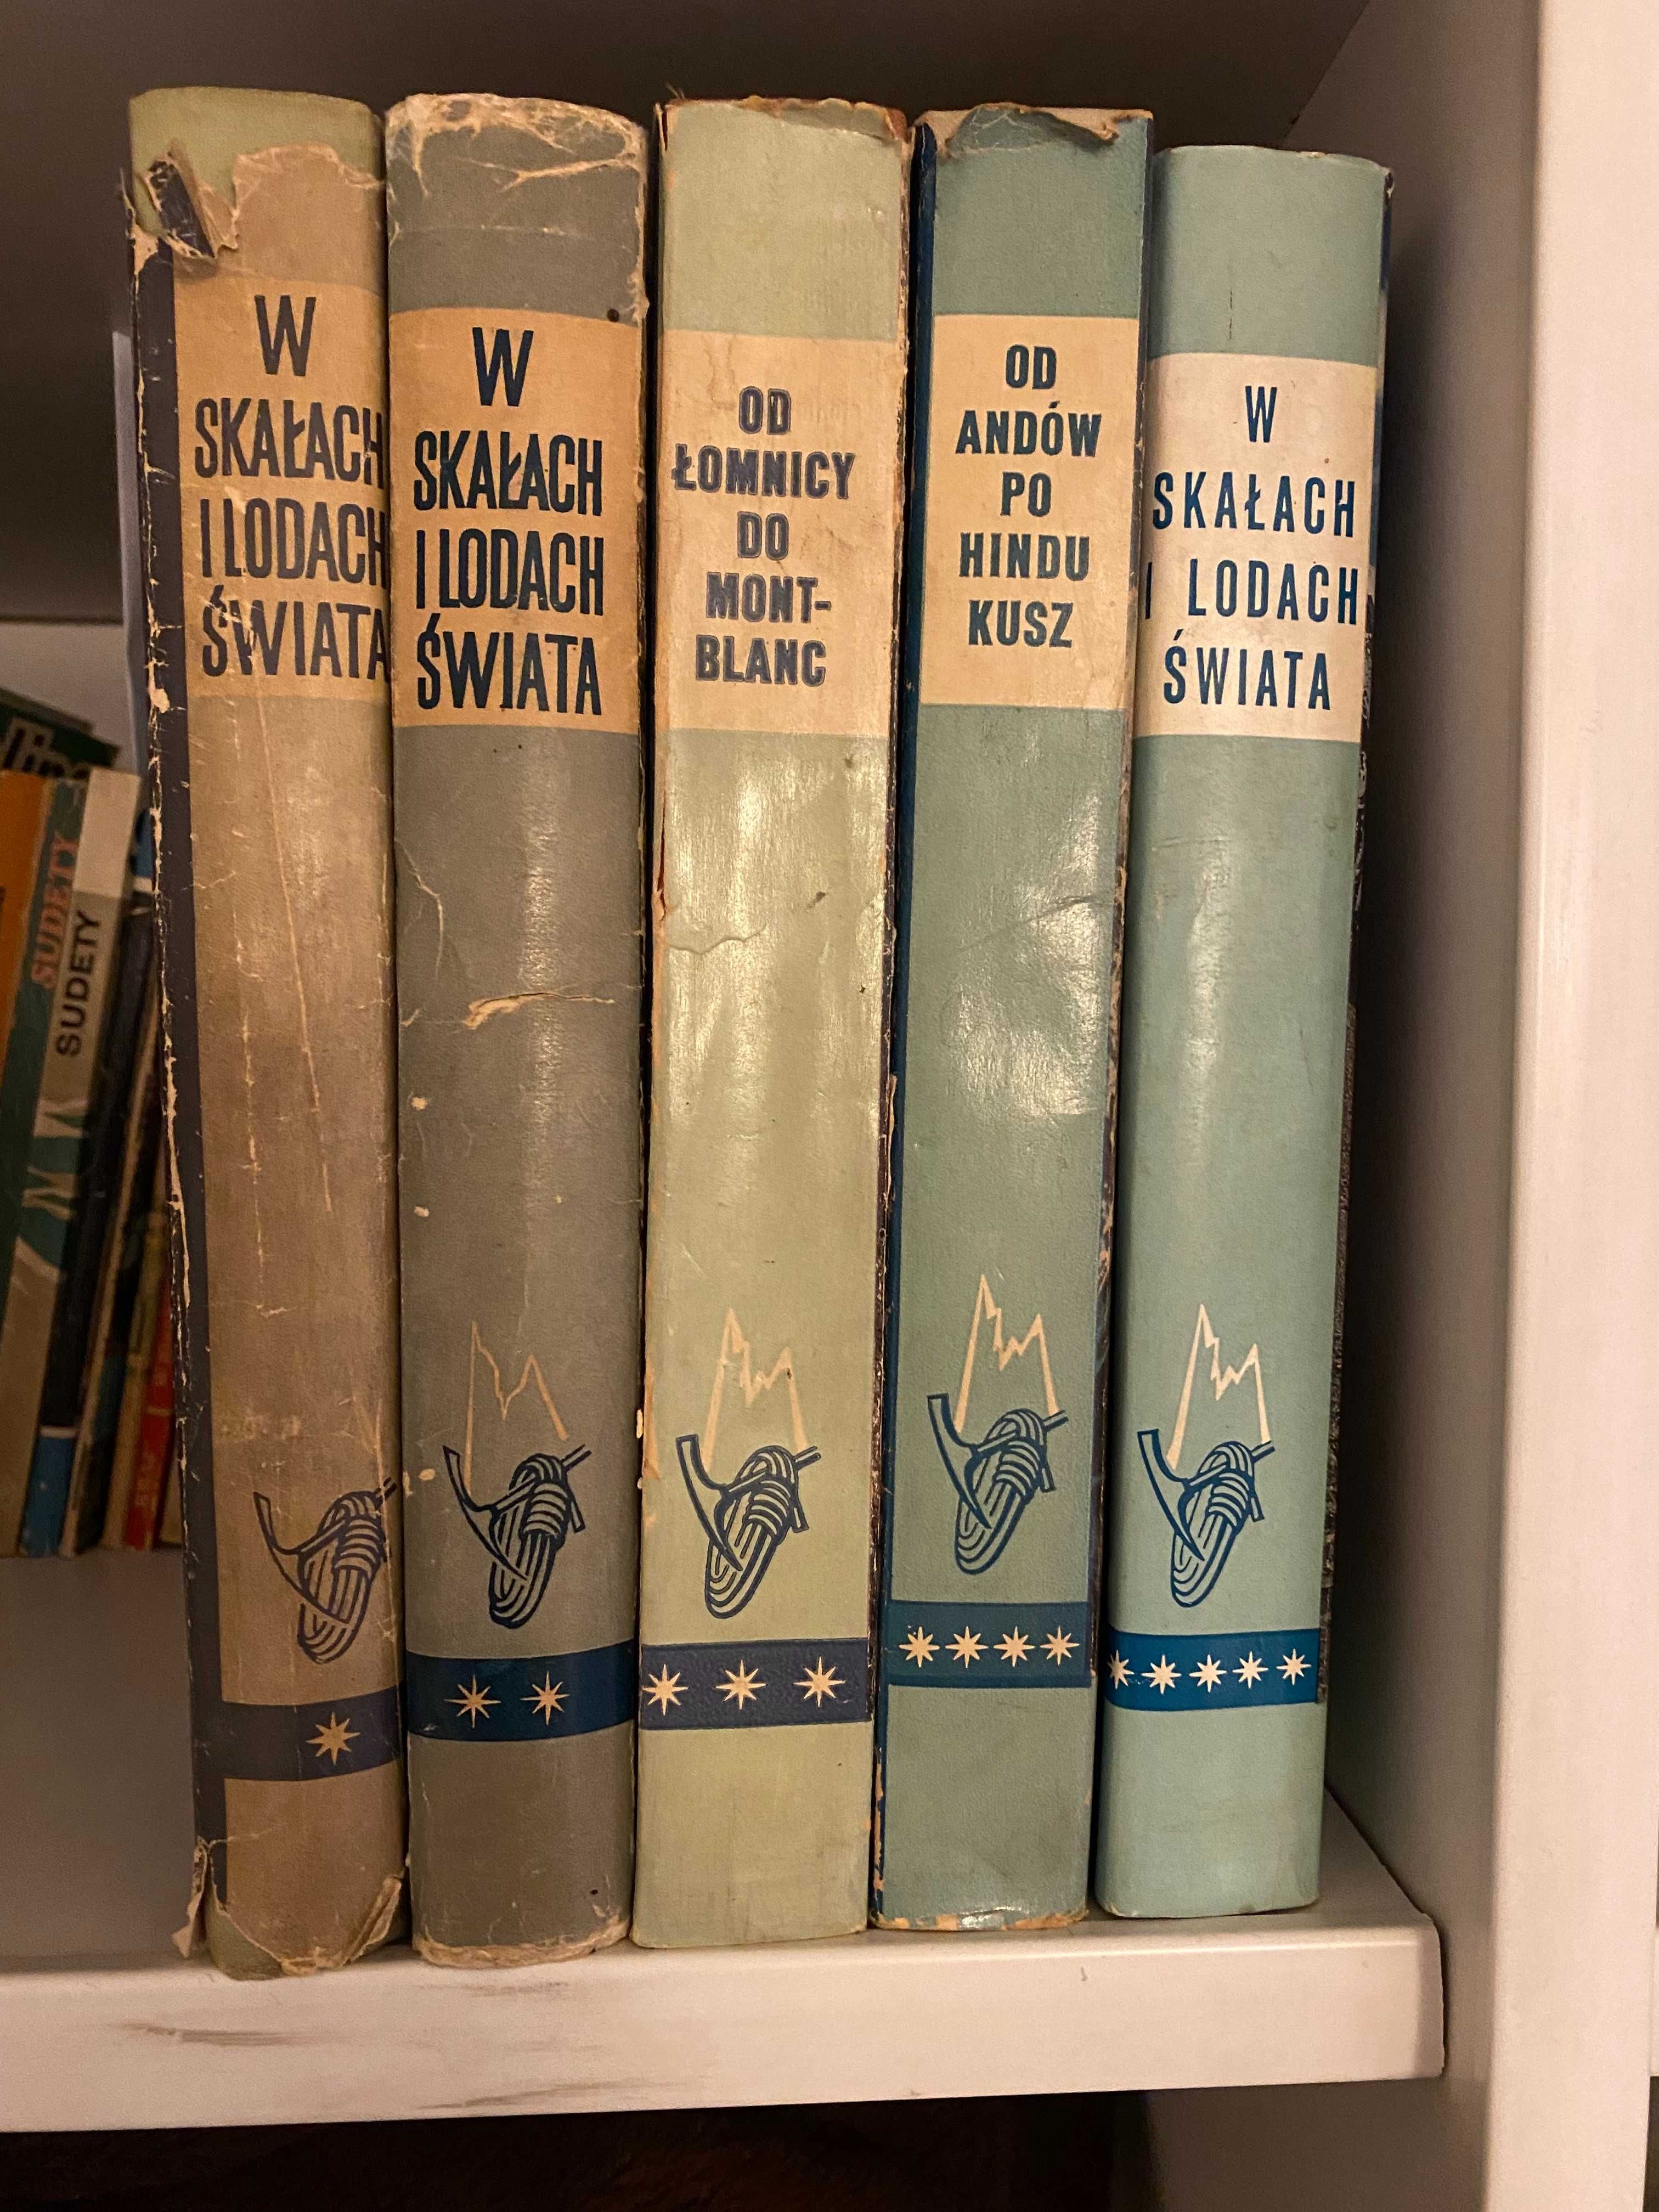 W
SKAŁACH
I LODACH
ŚWIATA
W
SKAŁACH
I LODACH
ŚWIATA
OD
ŁOMNICY
DO
MONT-
BLANC
OD
ANDÓW
PO
HINDU
KUSZ
W
SKAŁACH
I LODACH
ŚWIATA
SUDETY
SUDETY